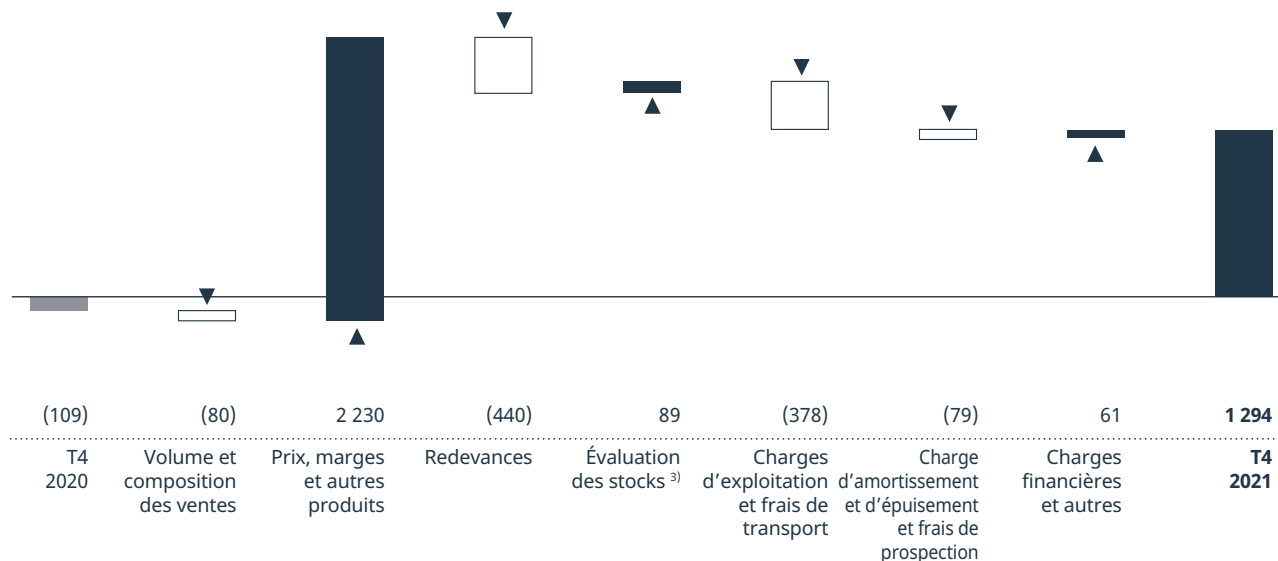 (109) (80) 2 230 (440) 89 (378) (79) 61 1 294
T4
2020
Volume et
composition
des ventes
Prix, marges
et autres
produits
Redevances
Évaluation
des stocks 3)
Charges
d’exploitation
et frais de
transport
Charge
d’amortissement
et d’épuisement
et frais de
prospection
Charges
financières
et autres
T4
2021